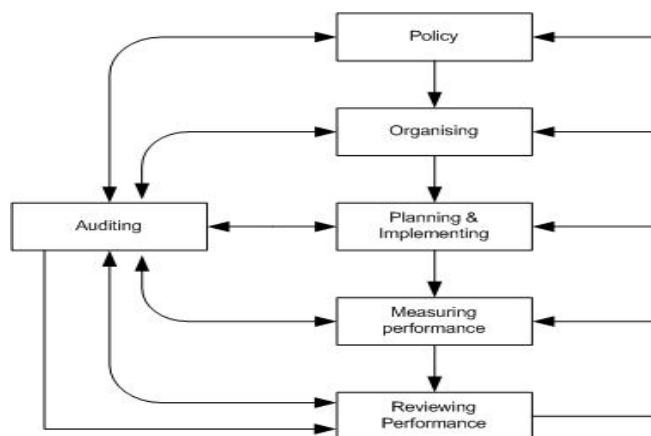 Policy
Organising
Auditing
Planning &
Implementing
Measuring
performance
Reviewing
Performance